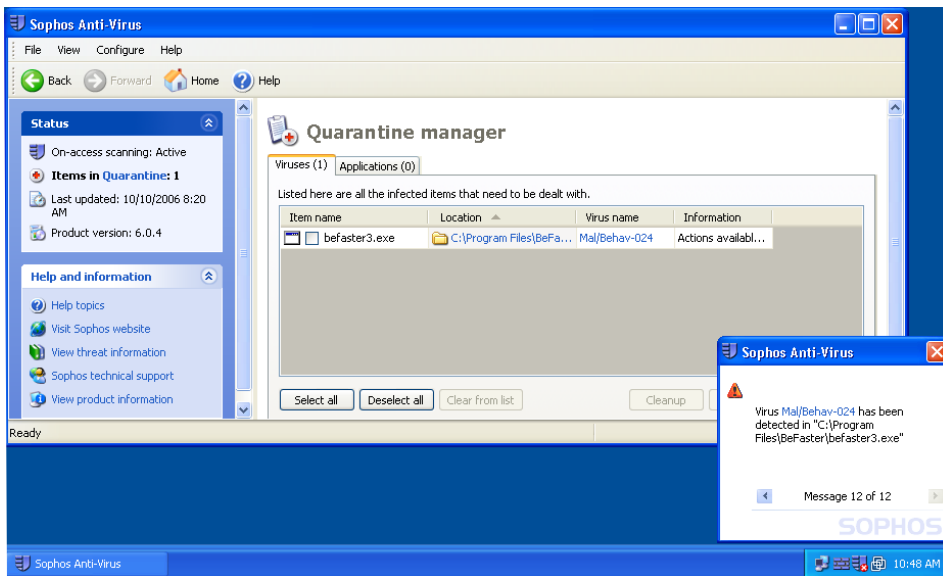 Sophos Anti-Virus
File View Configure Help
Back Forward Home Help
Status
On-access scanning: Active
Items in Quarantine: 1
Last updated: 10/10/2006 8:20
AM
Product version: 6.0.4
Help and information
Help topics
Visit Sophos website
View threat information
Sophos technical support
View product information
Quarantine manager
Viruses (1) Applications (0)
Listed here are all the infected items that need to be dealt with.
Item name Location Virus name Information
befaster3.exe C:\Program Files\BeFa... Mal/Behav-024 Actions availabl...
Select all Deselect all Clear from list Cleanup
Ready
Sophos Anti-Virus
Virus Mal/Behav-024 has been
detected in "C:\Program
Files\BeFaster\befaster3.exe"
Message 12 of 12
SOPHOS
Sophos Anti-Virus
10:48 AM